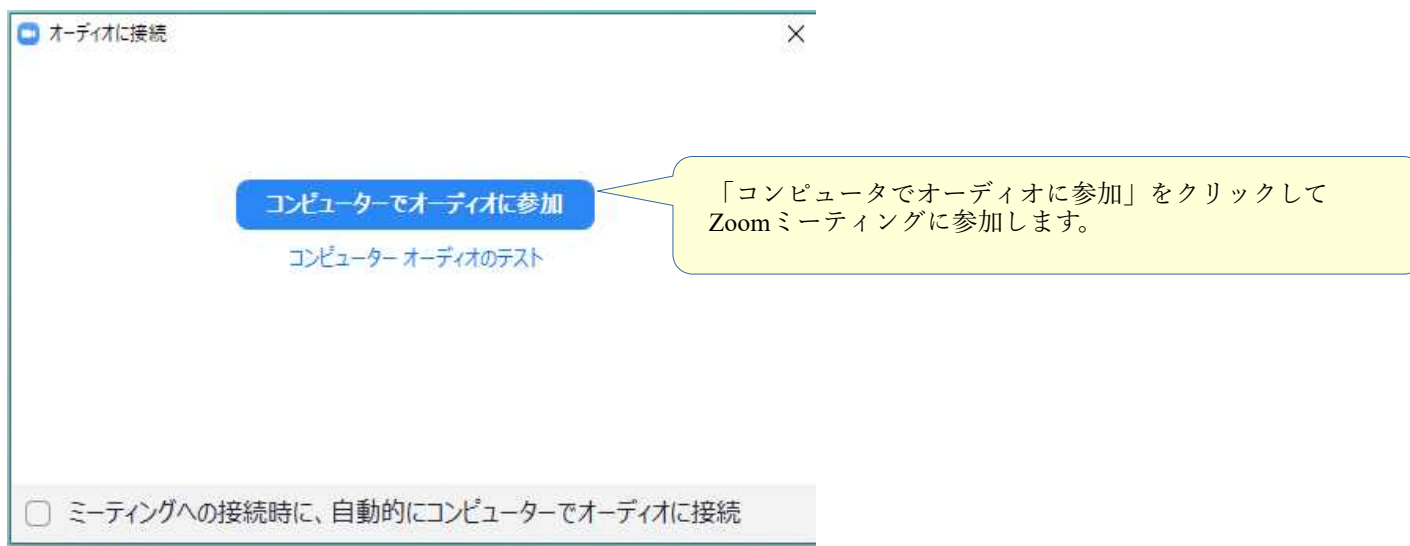 オーディオに接続
コンピューターでオーディオに参加
コンピューター オーディオのテスト
「コンピュータでオーディオに参加」をクリックして
Zoomミーティングに参加します。
ミーティングへの接続時に、自動的にコンピューターでオーディオに接続